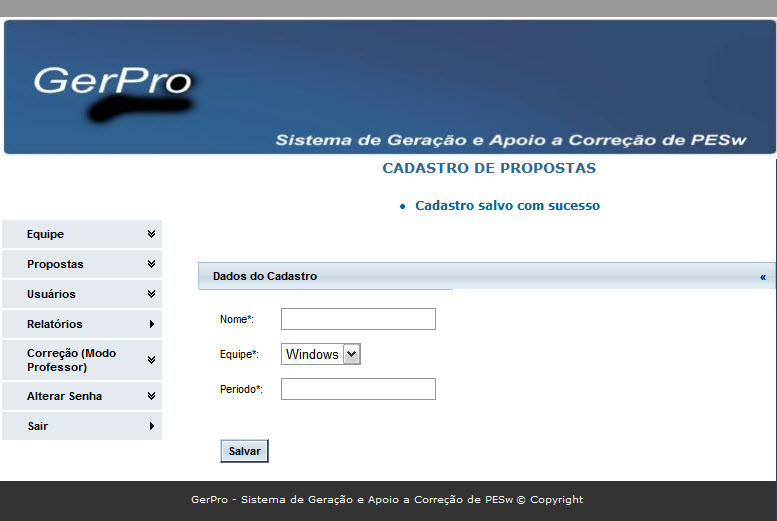 GerPro
Sistema de Geração e Apoio a Correção de PESw
CADASTRO DE PROPOSTAS
• Cadastro salvo com sucesso
Equipe
Propostas
Usuários
Relatórios
Correção (Modo
Professor)
Alterar Senha
Sair
Dados do Cadastro «
Nome*:
Equipe*: Windows
Periodo*:
Salvar
GerPro - Sistema de Geração e Apoio a Correção de PESw © Copyright